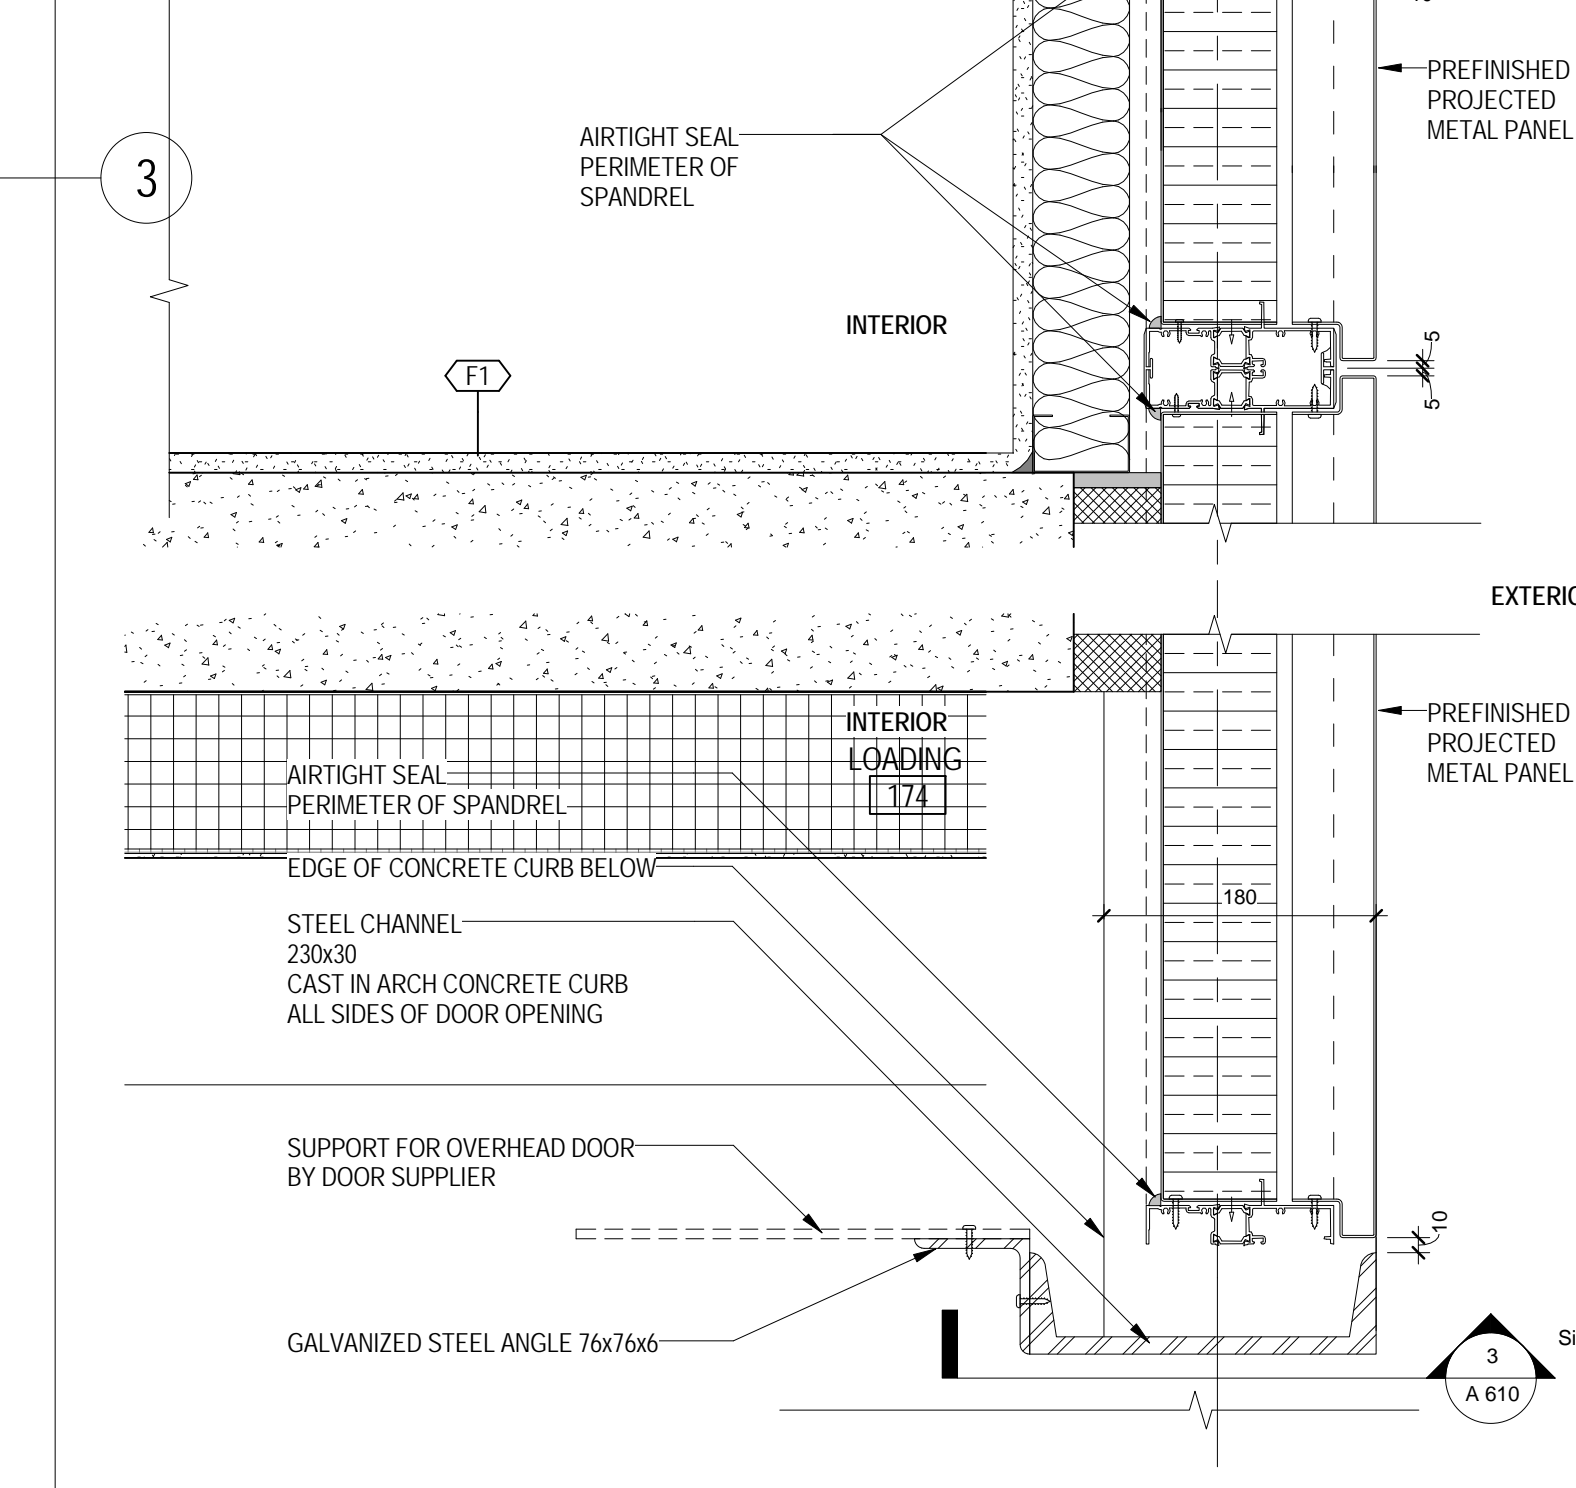 PREFINISHED
PROJECTED
METAL PANEL
AIRTIGHT SEAL
PERIMETER OF
SPANDREL
3
INTERIOR
F1
5
5
EXTERIO
INTERIOR
LOADING
174
PREFINISHED
PROJECTED
METAL PANEL
AIRTIGHT SEAL
PERIMETER OF SPANDREL
EDGE OF CONCRETE CURB BELOW
180
STEEL CHANNEL
230x30
CAST IN ARCH CONCRETE CURB
ALL SIDES OF DOOR OPENING
SUPPORT FOR OVERHEAD DOOR
BY DOOR SUPPLIER
10
GALVANIZED STEEL ANGLE 76x76x6
Si
3
A 610